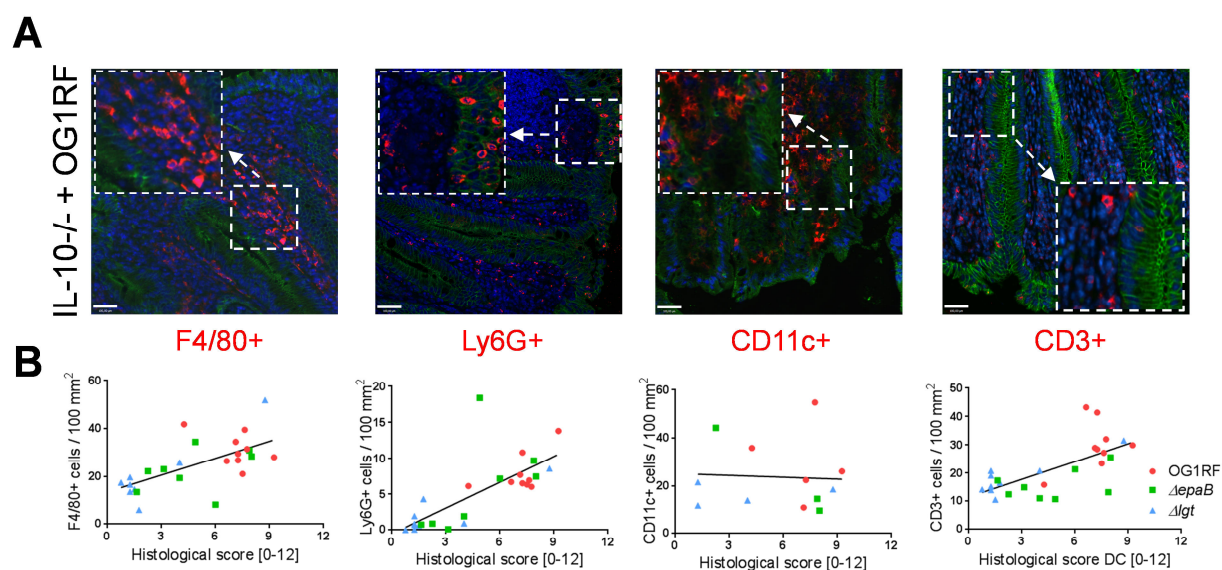 A
IL-10-/- + OG1RF
F4/80+
Ly6G+
CD11c+
CD3+
B
F4/80+ cells / 100 mm²
60
40
20
0
0 3 6 9 12
Histological score [0-12]
Ly6G+ cells / 100 mm²
20
15
10
5
0
0 3 6 9 12
Histological score [0-12]
CD11c+ cells / 100 mm²
60
40
20
0
0 3 6 9 12
Histological score [0-12]
CD3+ cells / 100 mm²
50
40
30
20
10
0
0 3 6 9 12
Histological score DC [0-12]
OG1RF
ΔepaB
Δlgt